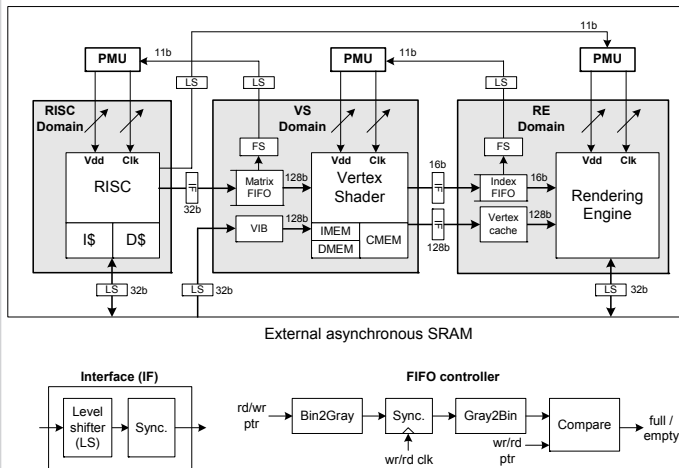 11b
11b
PMU
PMU
PMU
LS
LS
LS
RISC
Domain
VS
Domain
RE
Domain
FS
FS
Vdd
Clk
Vdd
Clk
Vdd
Clk
RISC
IF
32b
Matrix
FIFO
128b
Vertex
Shader
16b
IF
Index
FIFO
16b
Rendering
Engine
I$
D$
VIB
128b
IMEM
DMEM
CMEM
IF
128b
Vertex
cache
128b
LS
32b
LS
32b
LS
32b
External asynchronous SRAM
Interface (IF)
Level
shifter
(LS)
Sync.
FIFO controller
rd/wr
ptr
Bin2Gray
Sync.
Gray2Bin
Compare
full /
empty
wr/rd clk
wr/rd
ptr